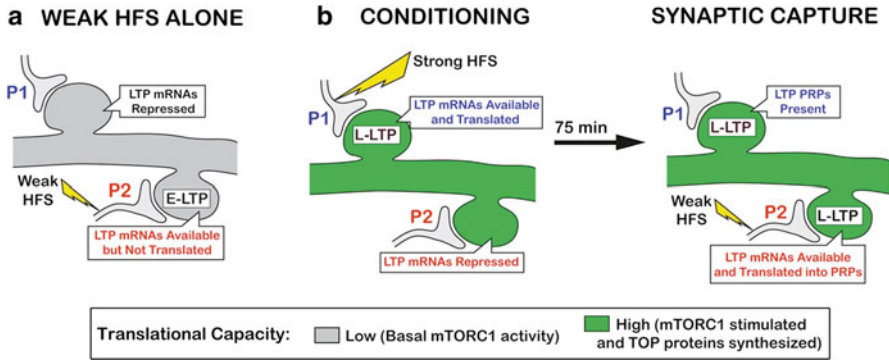 a WEAK HFS ALONE
P1
LTP mRNAs
Repressed
Weak
HFS
P2
E-LTP
LTP mRNAs Available
but Not Translated
b CONDITIONING
Strong HFS
P1
LTP mRNAs Available
and Translated
L-LTP
P2
LTP mRNAs Repressed
75 min
SYNAPTIC CAPTURE
P1
LTP PRPs
Present
L-LTP
Weak
HFS
P2
L-LTP
LTP mRNAs Available
and Translated into PRPs
Translational Capacity: Low (Basal mTORC1 activity) High (mTORC1 stimulated
and TOP proteins synthesized)